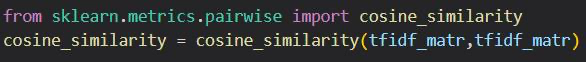 from sklearn.metrics.pairwise import cosine_similarity
cosine_similarity = cosine_similarity(tfidf_matr,tfidf_matr)